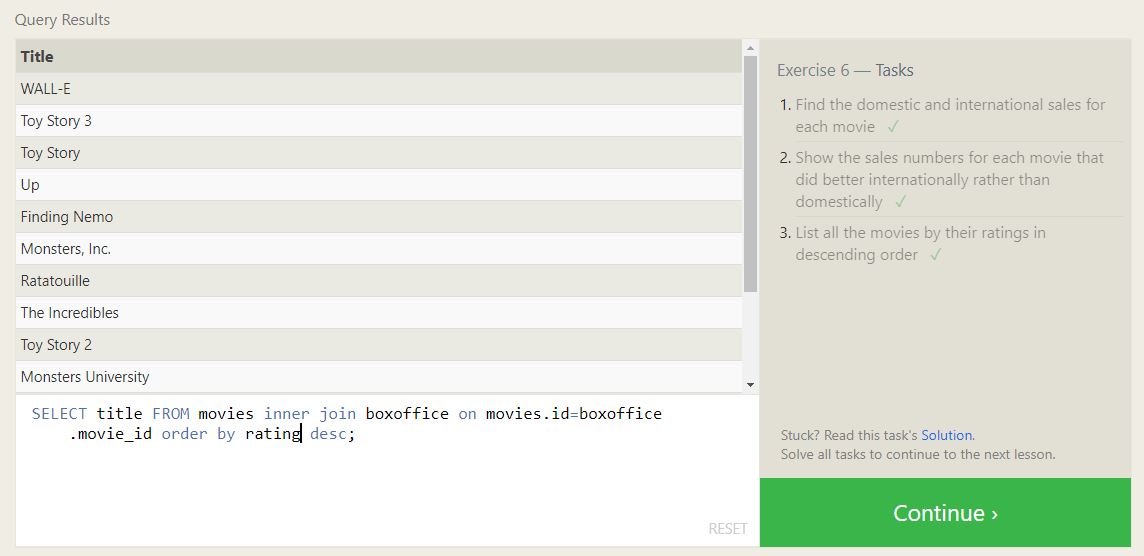 Query Results
Title
WALL-E
Toy Story 3
Toy Story
Up
Finding Nemo
Monsters, Inc.
Ratatouille
The Incredibles
Toy Story 2
Monsters University
SELECT title FROM movies inner join boxoffice on movies.id=boxoffice
.movie_id order by rating desc;
RESET
Exercise 6 — Tasks
1. Find the domestic and international sales for
each movie ✓
2. Show the sales numbers for each movie that
did better internationally rather than
domestically ✓
3. List all the movies by their ratings in
descending order ✓
Stuck? Read this task's Solution.
Solve all tasks to continue to the next lesson.
Continue ›